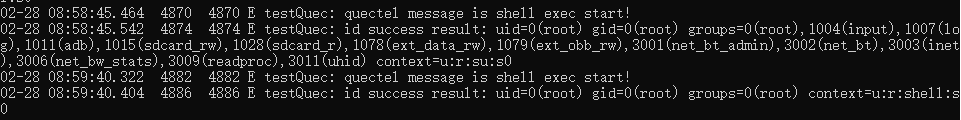 02-28 08:58:45.464  4870  4870 E testQuec: quectel message is shell exec start!
02-28 08:58:45.542  4874  4874 E testQuec: id success result: uid=0(root) gid=0(root) groups=0(root),1004(input),1007(lo
g),1011(adb),1015(sdcard_rw),1028(sdcard_r),1078(ext_data_rw),1079(ext_obb_rw),3001(net_bt_admin),3002(net_bt),3003(inet
),3006(net_bw_stats),3009(readproc),3011(uhid) context=u:r:su:s0
02-28 08:59:40.322  4882  4882 E testQuec: quectel message is shell exec start!
02-28 08:59:40.404  4886  4886 E testQuec: id success result: uid=0(root) gid=0(root) groups=0(root) context=u:r:shell:s
0